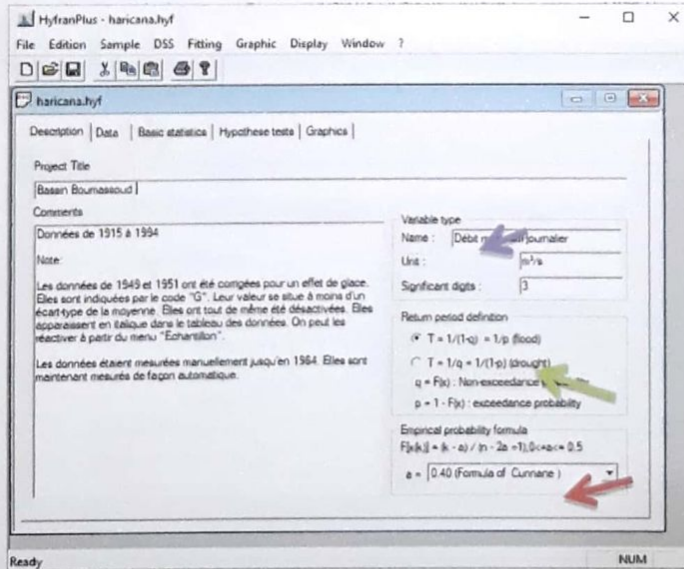 HyfranPlus - haricana.hyf
File Edition Sample DSS Fitting Graphic Display Window ?
haricana.hyf
Description Data Basic statistics Hypothese tests Graphics
Project Title
Bassin Boumassoud
Comments
Données de 1915 à 1994
Note:
Les données de 1949 et 1951 ont été corrigées pour un effet de glace.
Elles sont indiquées par le code "G". Leur valeur se situe à moins d'un
écart-type de la moyenne. Elles ont tout de même été désactivées. Elles
apparaissent en italique dans le tableau des données. On peut les
réactiver à partir du menu "Echantillon".
Les données étaient mesurées manuellement jusqu'en 1984. Elles sont
maintenant mesurés de façon automatique.
Variable type
Name : Débit journalier
Unit : m³/s
Significant digits : 3
Return period definition
T = 1/(1-q) = 1/p (flood)
T = 1/q = 1/(1-p) (drought)
q = F(x) : Non-exceedance
p = 1 - F(x) : exceedance probability
Empirical probability formula
F[x(k)] = (k - a) / (n - 2a +1),0<=a<= 0.5
a = 0.40 (Formula of Cunnane )
Ready
NUM